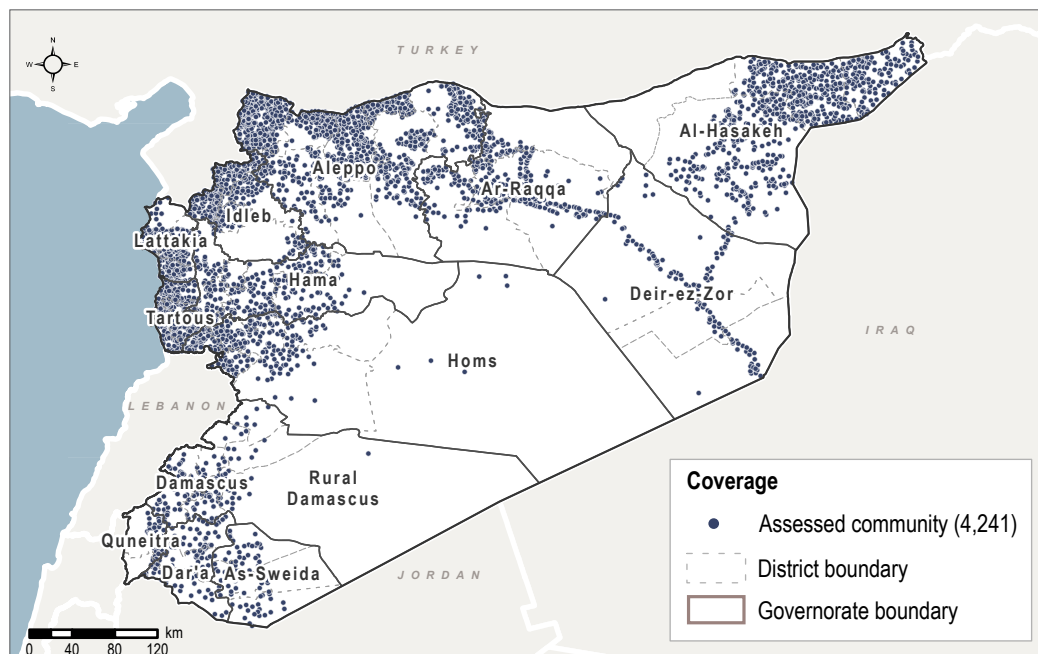 N
W E
S
TURKEY
Al-Hasakeh
Aleppo
Ar-Raqqa
Idleb
Lattakia
Hama
Deir-ez-Zor
Tartous
IRAQ
Homs
LEBANON
Rural
Damascus
Damascus
Quneitra
Dar'a
As-Sweida
JORDAN
Coverage
Assessed community (4,241)
District boundary
Governorate boundary
km
0 40 80 120